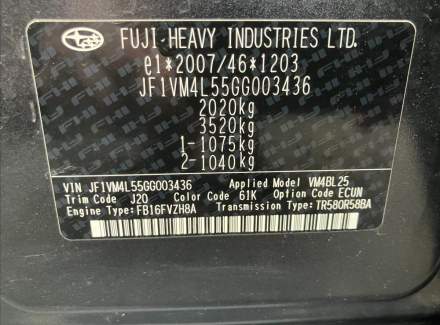 FUJI-HEAVY INDUSTRIES LTD.
e1*2007/46*1203
JF1VM4L55GG003436
2020kg
3520kg
1-1075kg
2-1040kg
VIN JF1VM4L55GG003436 Applied Model VM4BL25
Trim Code J20 Color Code 61K Option Code ECUN
Engine Type:FB16FVZH8A Transmission Type:TR580R58BA